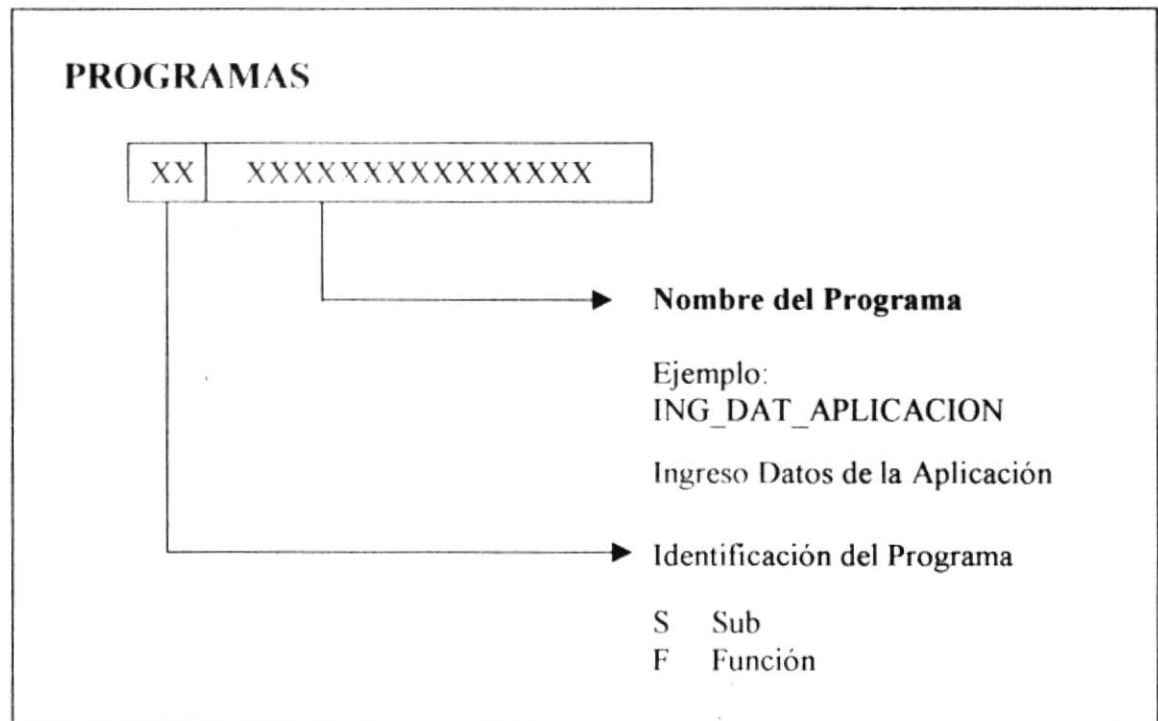 PROGRAMAS
XX XXXXXXXXXXXXXXX
Nombre del Programa
Ejemplo:
ING_DAT_APLICACION
Ingreso Datos de la Aplicación
Identificación del Programa
S Sub
F Función